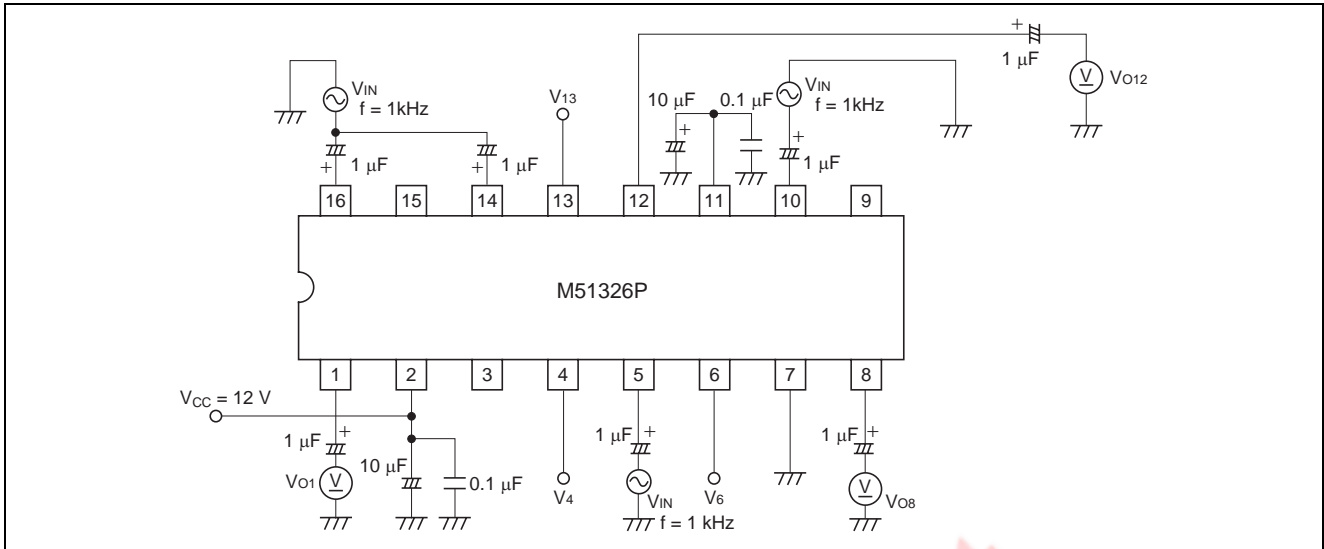 +
1 µF
V VO12
VIN
f = 1kHz
V13
10 µF 0.1 µF
VIN
f = 1kHz
+
+
+ 1 µF
+ 1 µF
1 µF
16 15 14 13 12 11 10 9
M51326P
1 2 3 4 5 6 7 8
VCC = 12 V
1 µF +
10 µF
0.1 µF
1 µF +
1 µF +
VO1 V
V4
VIN
f = 1 kHz
V6
V VO8